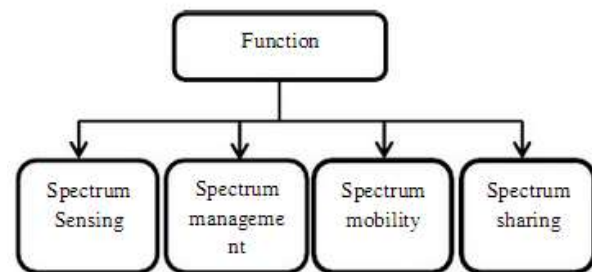 Function
Spectrum
Sensing
Spectrum
manageme
nt
Spectrum
mobility
Spectrum
sharing